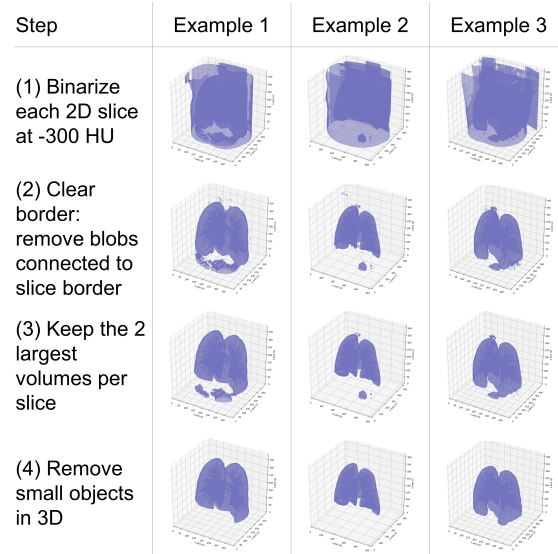 Step Example 1 Example 2 Example 3
(1) Binarize
each 2D slice
at -300 HU
(2) Clear
border:
remove blobs
connected to
slice border
(3) Keep the 2
largest
volumes per
slice
(4) Remove
small objects
in 3D